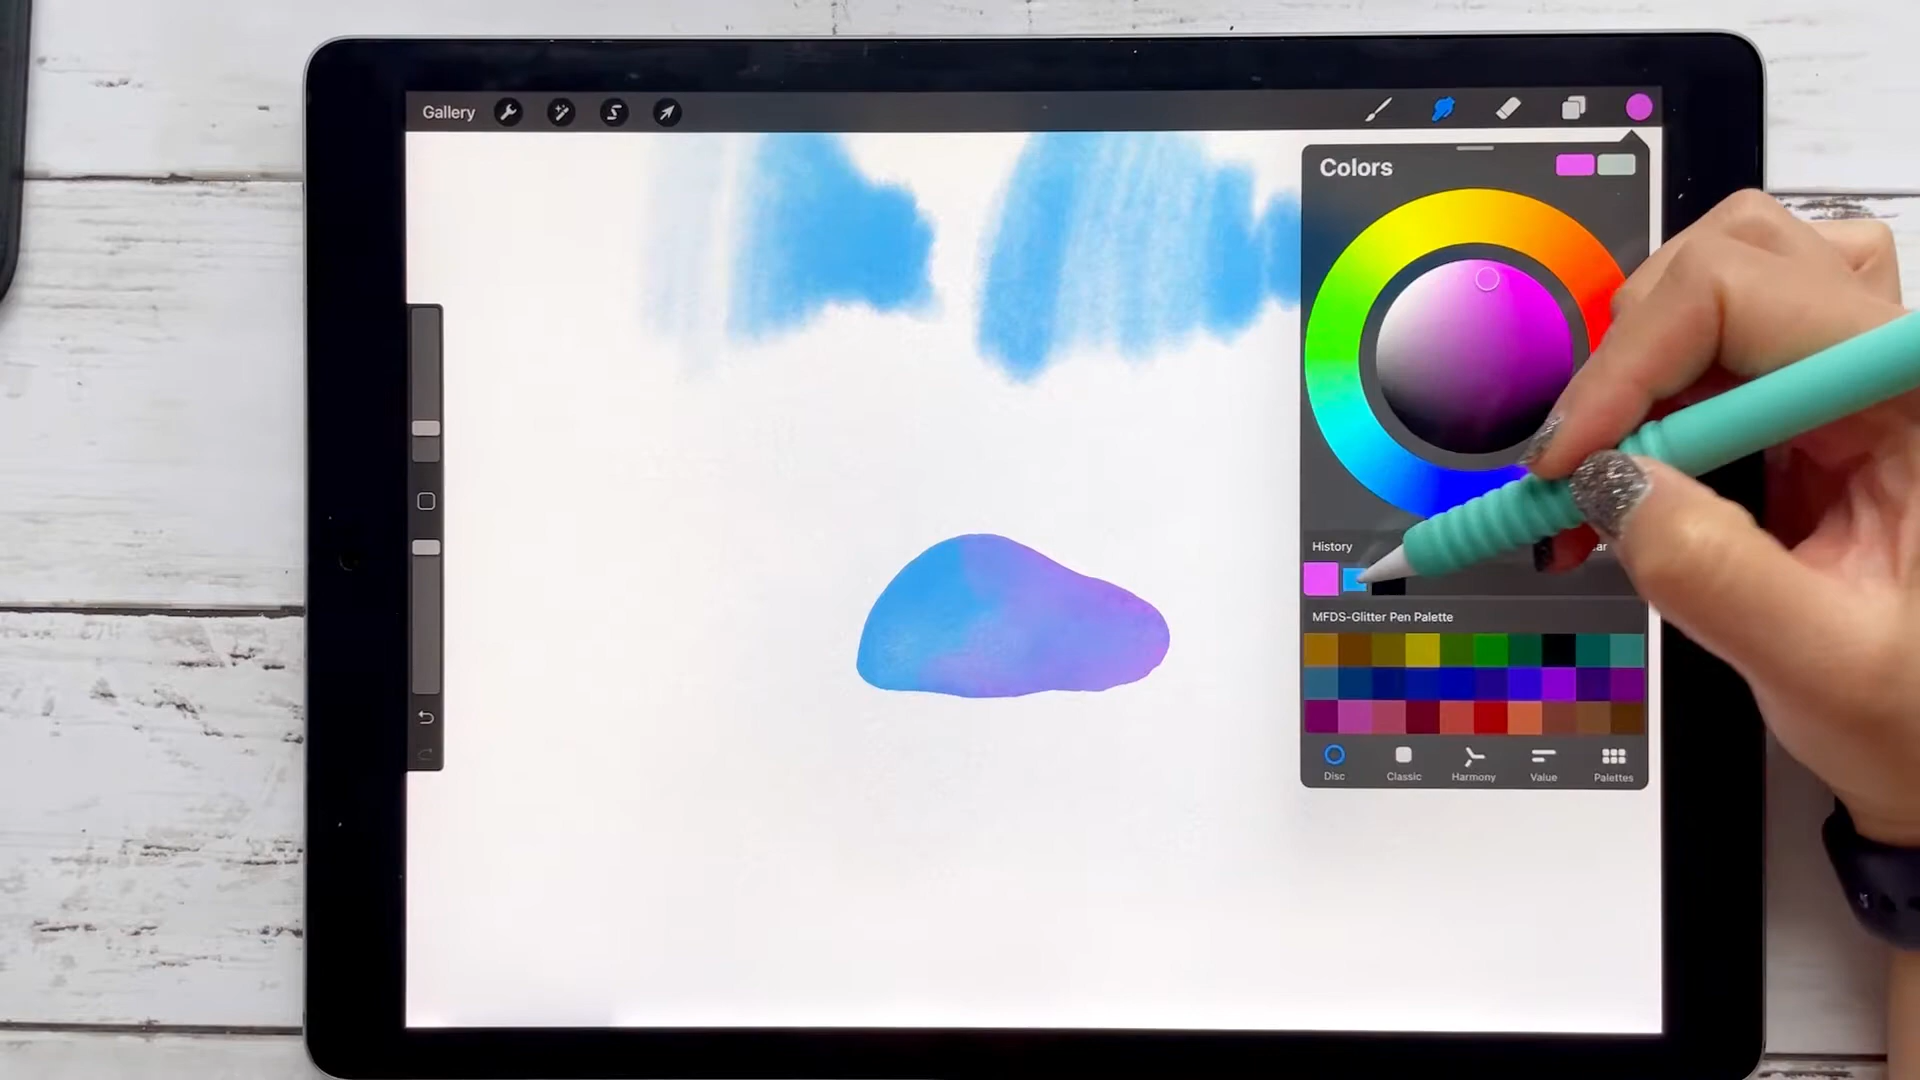 Gallery
Colors
History
MFDS-Glitter Pen Palette
Disc
Classic
Harmony
Value
Palettes